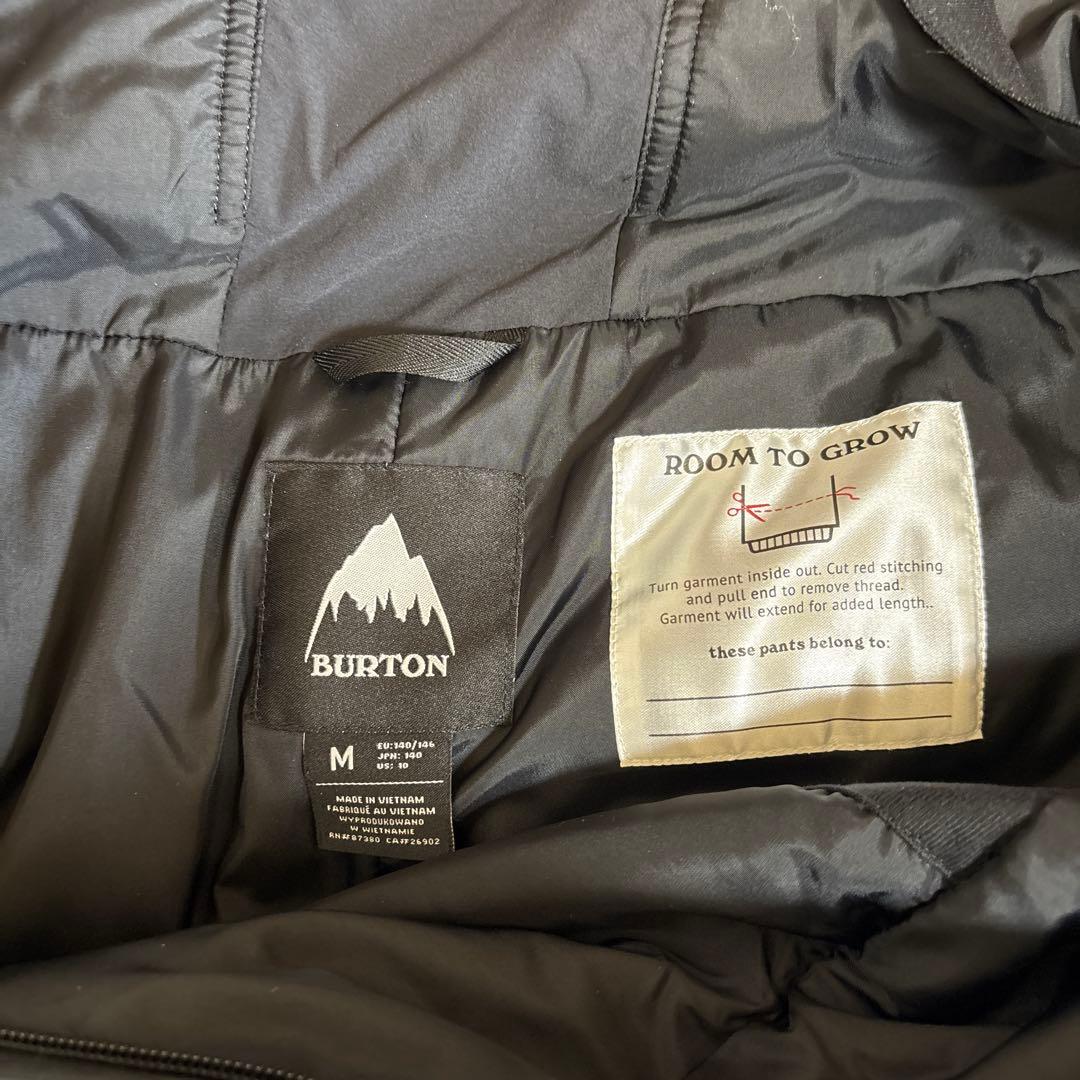 BURTON
M
EU:140/146
JPN: 140
US: 10
MADE IN VIETNAM
FABRIQUÉ AU VIETNAM
WYPRODUKOWANO
W WIETNAMIE
RN#87380 CA#26902
ROOM TO GROW
Turn garment inside out. Cut red stitching
and pull end to remove thread.
Garment will extend for added length..
these pants belong to: